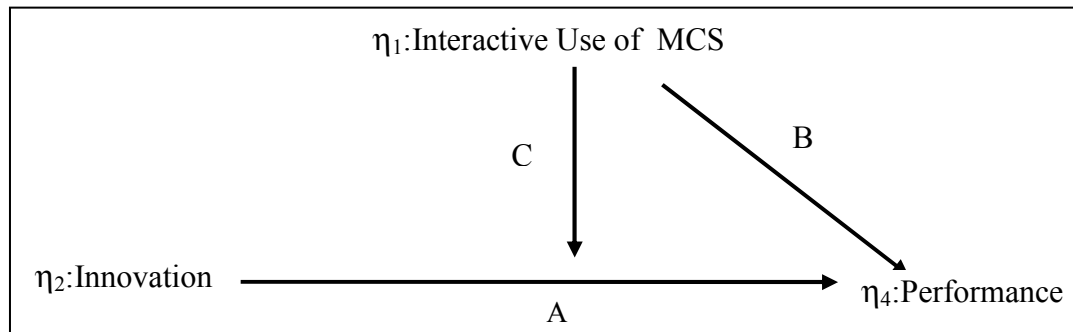 η₁:Interactive Use of MCS
C
B
η₂:Innovation
η₄:Performance
A